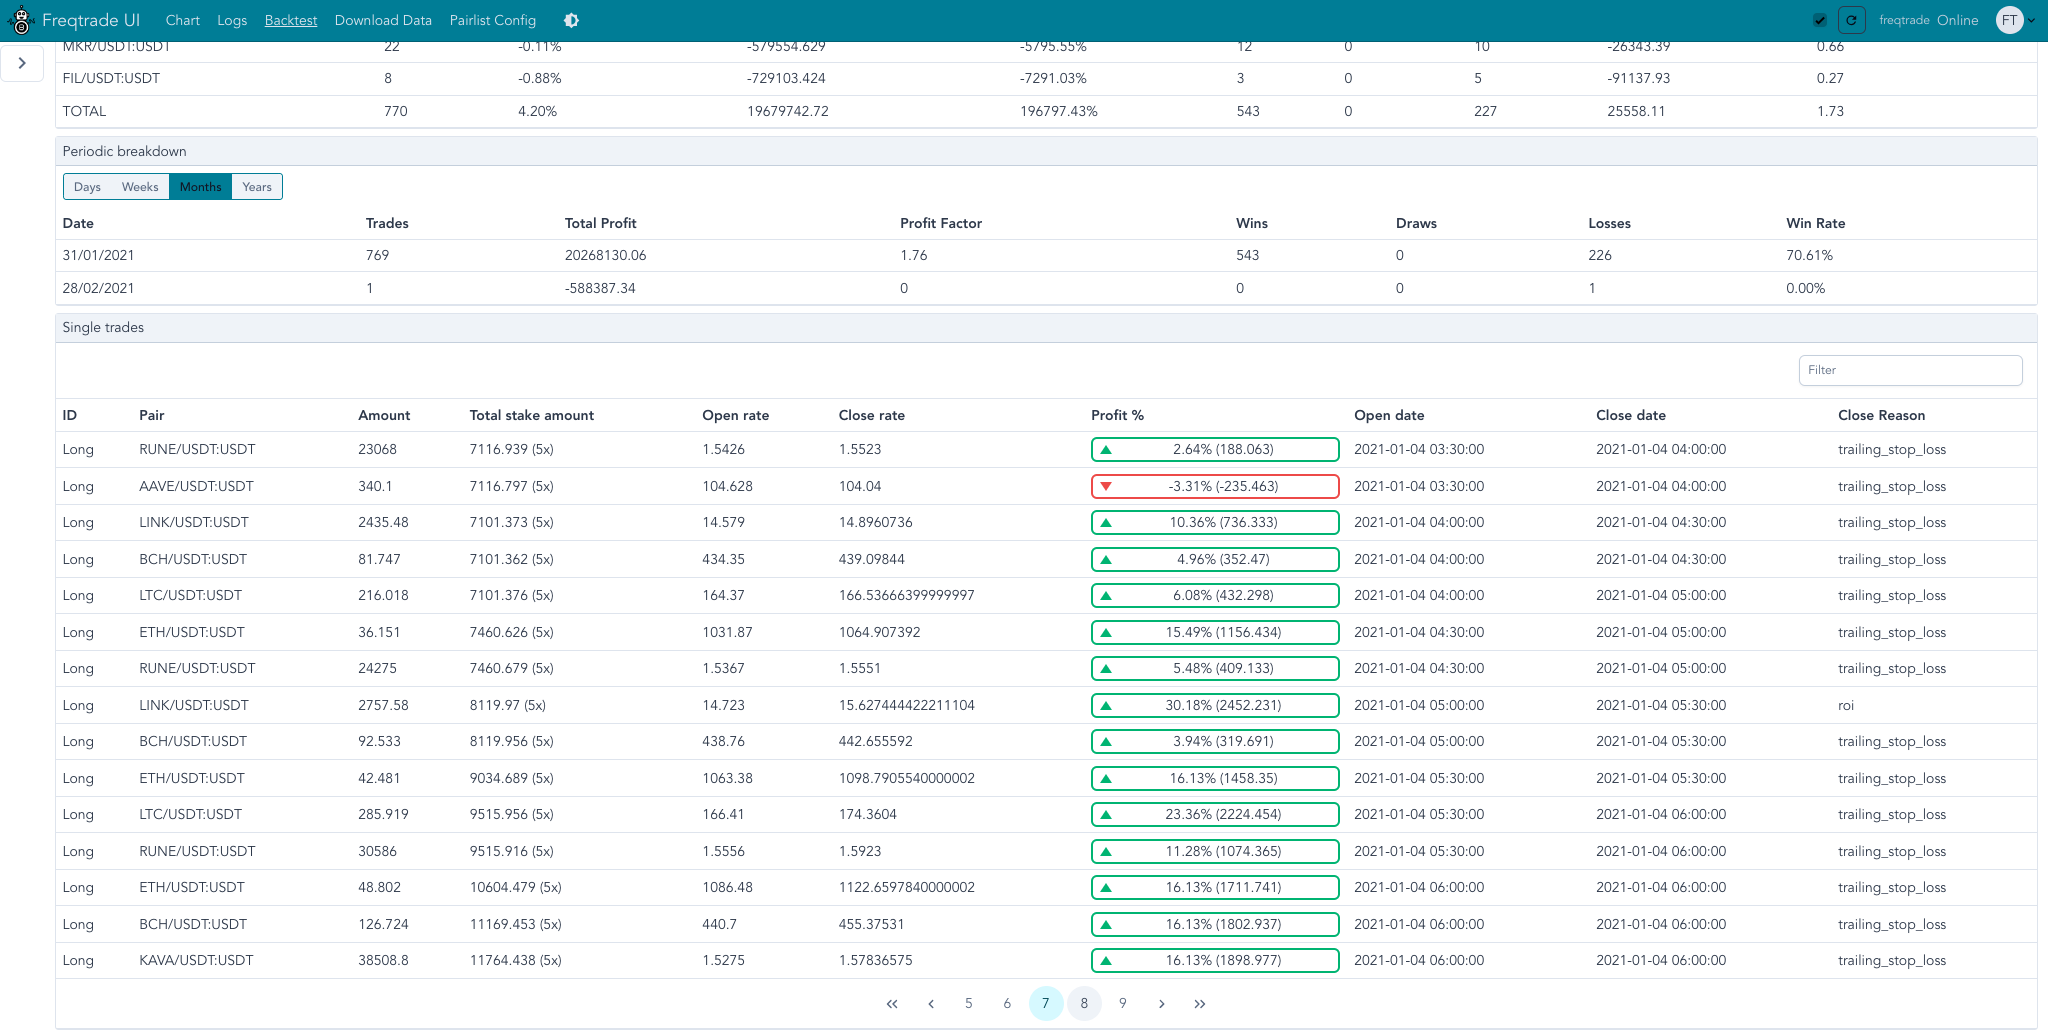 Freqtrade UI Chart Logs Backtest Download Data Pairlist Config freqtrade Online FT
MKR/USDT:USDT 22 -0.11% -579554.629 -5795.55% 12 0 10 -26343.39 0.66
FIL/USDT:USDT 8 -0.88% -729103.424 -7291.03% 3 0 5 -91137.93 0.27
TOTAL 770 4.20% 19679742.72 196797.43% 543 0 227 25558.11 1.73
Periodic breakdown
Days Weeks Months Years
Date Trades Total Profit Profit Factor Wins Draws Losses Win Rate
31/01/2021 769 20268130.06 1.76 543 0 226 70.61%
28/02/2021 1 -588387.34 0 0 0 1 0.00%
Single trades
Filter
ID Pair Amount Total stake amount Open rate Close rate Profit % Open date Close date Close Reason
Long RUNE/USDT:USDT 23068 7116.939 (5x) 1.5426 1.5523 2.64% (188.063) 2021-01-04 03:30:00 2021-01-04 04:00:00 trailing_stop_loss
Long AAVE/USDT:USDT 340.1 7116.797 (5x) 104.628 104.04 -3.31% (-235.463) 2021-01-04 03:30:00 2021-01-04 04:00:00 trailing_stop_loss
Long LINK/USDT:USDT 2435.48 7101.373 (5x) 14.579 14.8960736 10.36% (736.333) 2021-01-04 04:00:00 2021-01-04 04:30:00 trailing_stop_loss
Long BCH/USDT:USDT 81.747 7101.362 (5x) 434.35 439.09844 4.96% (352.47) 2021-01-04 04:00:00 2021-01-04 04:30:00 trailing_stop_loss
Long LTC/USDT:USDT 216.018 7101.376 (5x) 164.37 166.53666399999997 6.08% (432.298) 2021-01-04 04:00:00 2021-01-04 05:00:00 trailing_stop_loss
Long ETH/USDT:USDT 36.151 7460.626 (5x) 1031.87 1064.907392 15.49% (1156.434) 2021-01-04 04:30:00 2021-01-04 05:00:00 trailing_stop_loss
Long RUNE/USDT:USDT 24275 7460.679 (5x) 1.5367 1.5551 5.48% (409.133) 2021-01-04 04:30:00 2021-01-04 05:00:00 trailing_stop_loss
Long LINK/USDT:USDT 2757.58 8119.97 (5x) 14.723 15.627444422211104 30.18% (2452.231) 2021-01-04 05:00:00 2021-01-04 05:30:00 roi
Long BCH/USDT:USDT 92.533 8119.956 (5x) 438.76 442.655592 3.94% (319.691) 2021-01-04 05:00:00 2021-01-04 05:30:00 trailing_stop_loss
Long ETH/USDT:USDT 42.481 9034.689 (5x) 1063.38 1098.7905540000002 16.13% (1458.35) 2021-01-04 05:30:00 2021-01-04 05:30:00 trailing_stop_loss
Long LTC/USDT:USDT 285.919 9515.956 (5x) 166.41 174.3604 23.36% (2224.454) 2021-01-04 05:30:00 2021-01-04 06:00:00 trailing_stop_loss
Long RUNE/USDT:USDT 30586 9515.916 (5x) 1.5556 1.5923 11.28% (1074.365) 2021-01-04 05:30:00 2021-01-04 06:00:00 trailing_stop_loss
Long ETH/USDT:USDT 48.802 10604.479 (5x) 1086.48 1122.6597840000002 16.13% (1711.741) 2021-01-04 06:00:00 2021-01-04 06:00:00 trailing_stop_loss
Long BCH/USDT:USDT 126.724 11169.453 (5x) 440.7 455.37531 16.13% (1802.937) 2021-01-04 06:00:00 2021-01-04 06:00:00 trailing_stop_loss
Long KAVA/USDT:USDT 38508.8 11764.438 (5x) 1.5275 1.57836575 16.13% (1898.977) 2021-01-04 06:00:00 2021-01-04 06:00:00 trailing_stop_loss
5 6 7 8 9